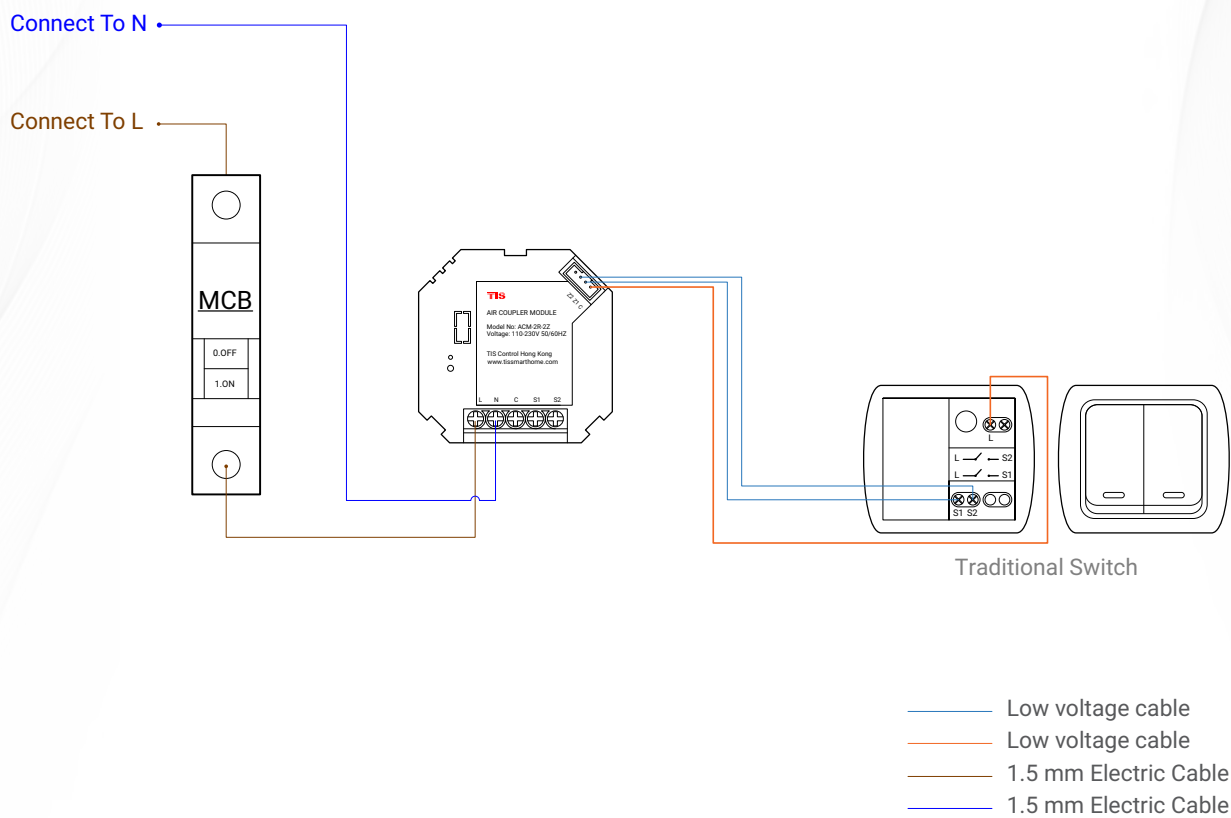 Connect To N
Connect To L
MCB
0.OFF
1.ON
TIS
AIR COUPLER MODULE
Model No: ACM-2R-2Z
Voltage: 110-230V 50/60HZ
TIS Control Hong Kong
www.tissmarthome.com
Z2 Z1 C
L N C S1 S2
L
L S2
L S1
S1 S2
Traditional Switch
Low voltage cable
Low voltage cable
1.5 mm Electric Cable
1.5 mm Electric Cable